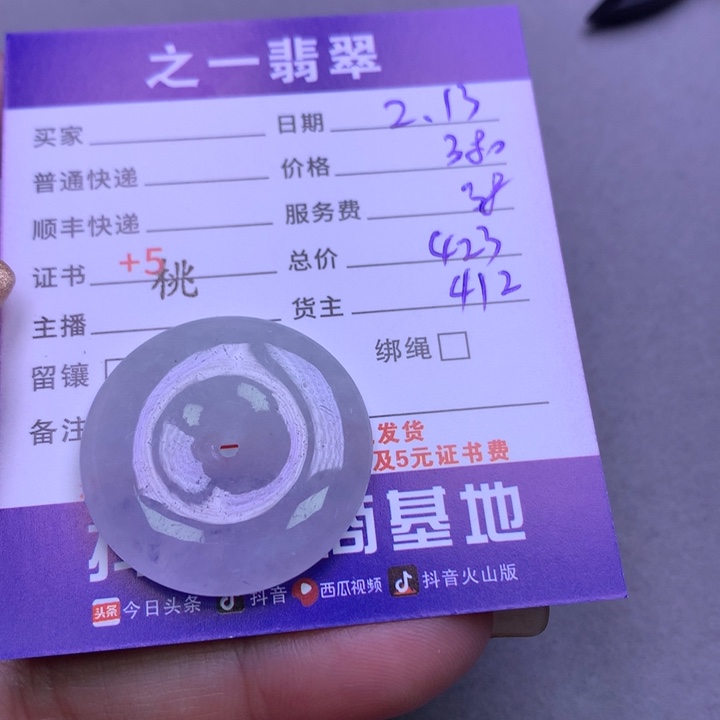 之一翡翠
买家 日期 2.13
普通快递 价格 380
顺丰快递 服务费 38
证书 +5 桃 总价 423
主播 货主 412
留镶 绑绳
备注
发货
及5元证书费
商基地
头条 今日头条 抖音 西瓜视频 抖音火山版